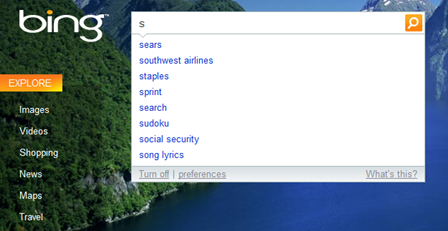 bing™
s
sears
southwest airlines
staples
sprint
search
sudoku
social security
song lyrics
Turn off | preferences What's this?
EXPLORE
Images
Videos
Shopping
News
Maps
Travel